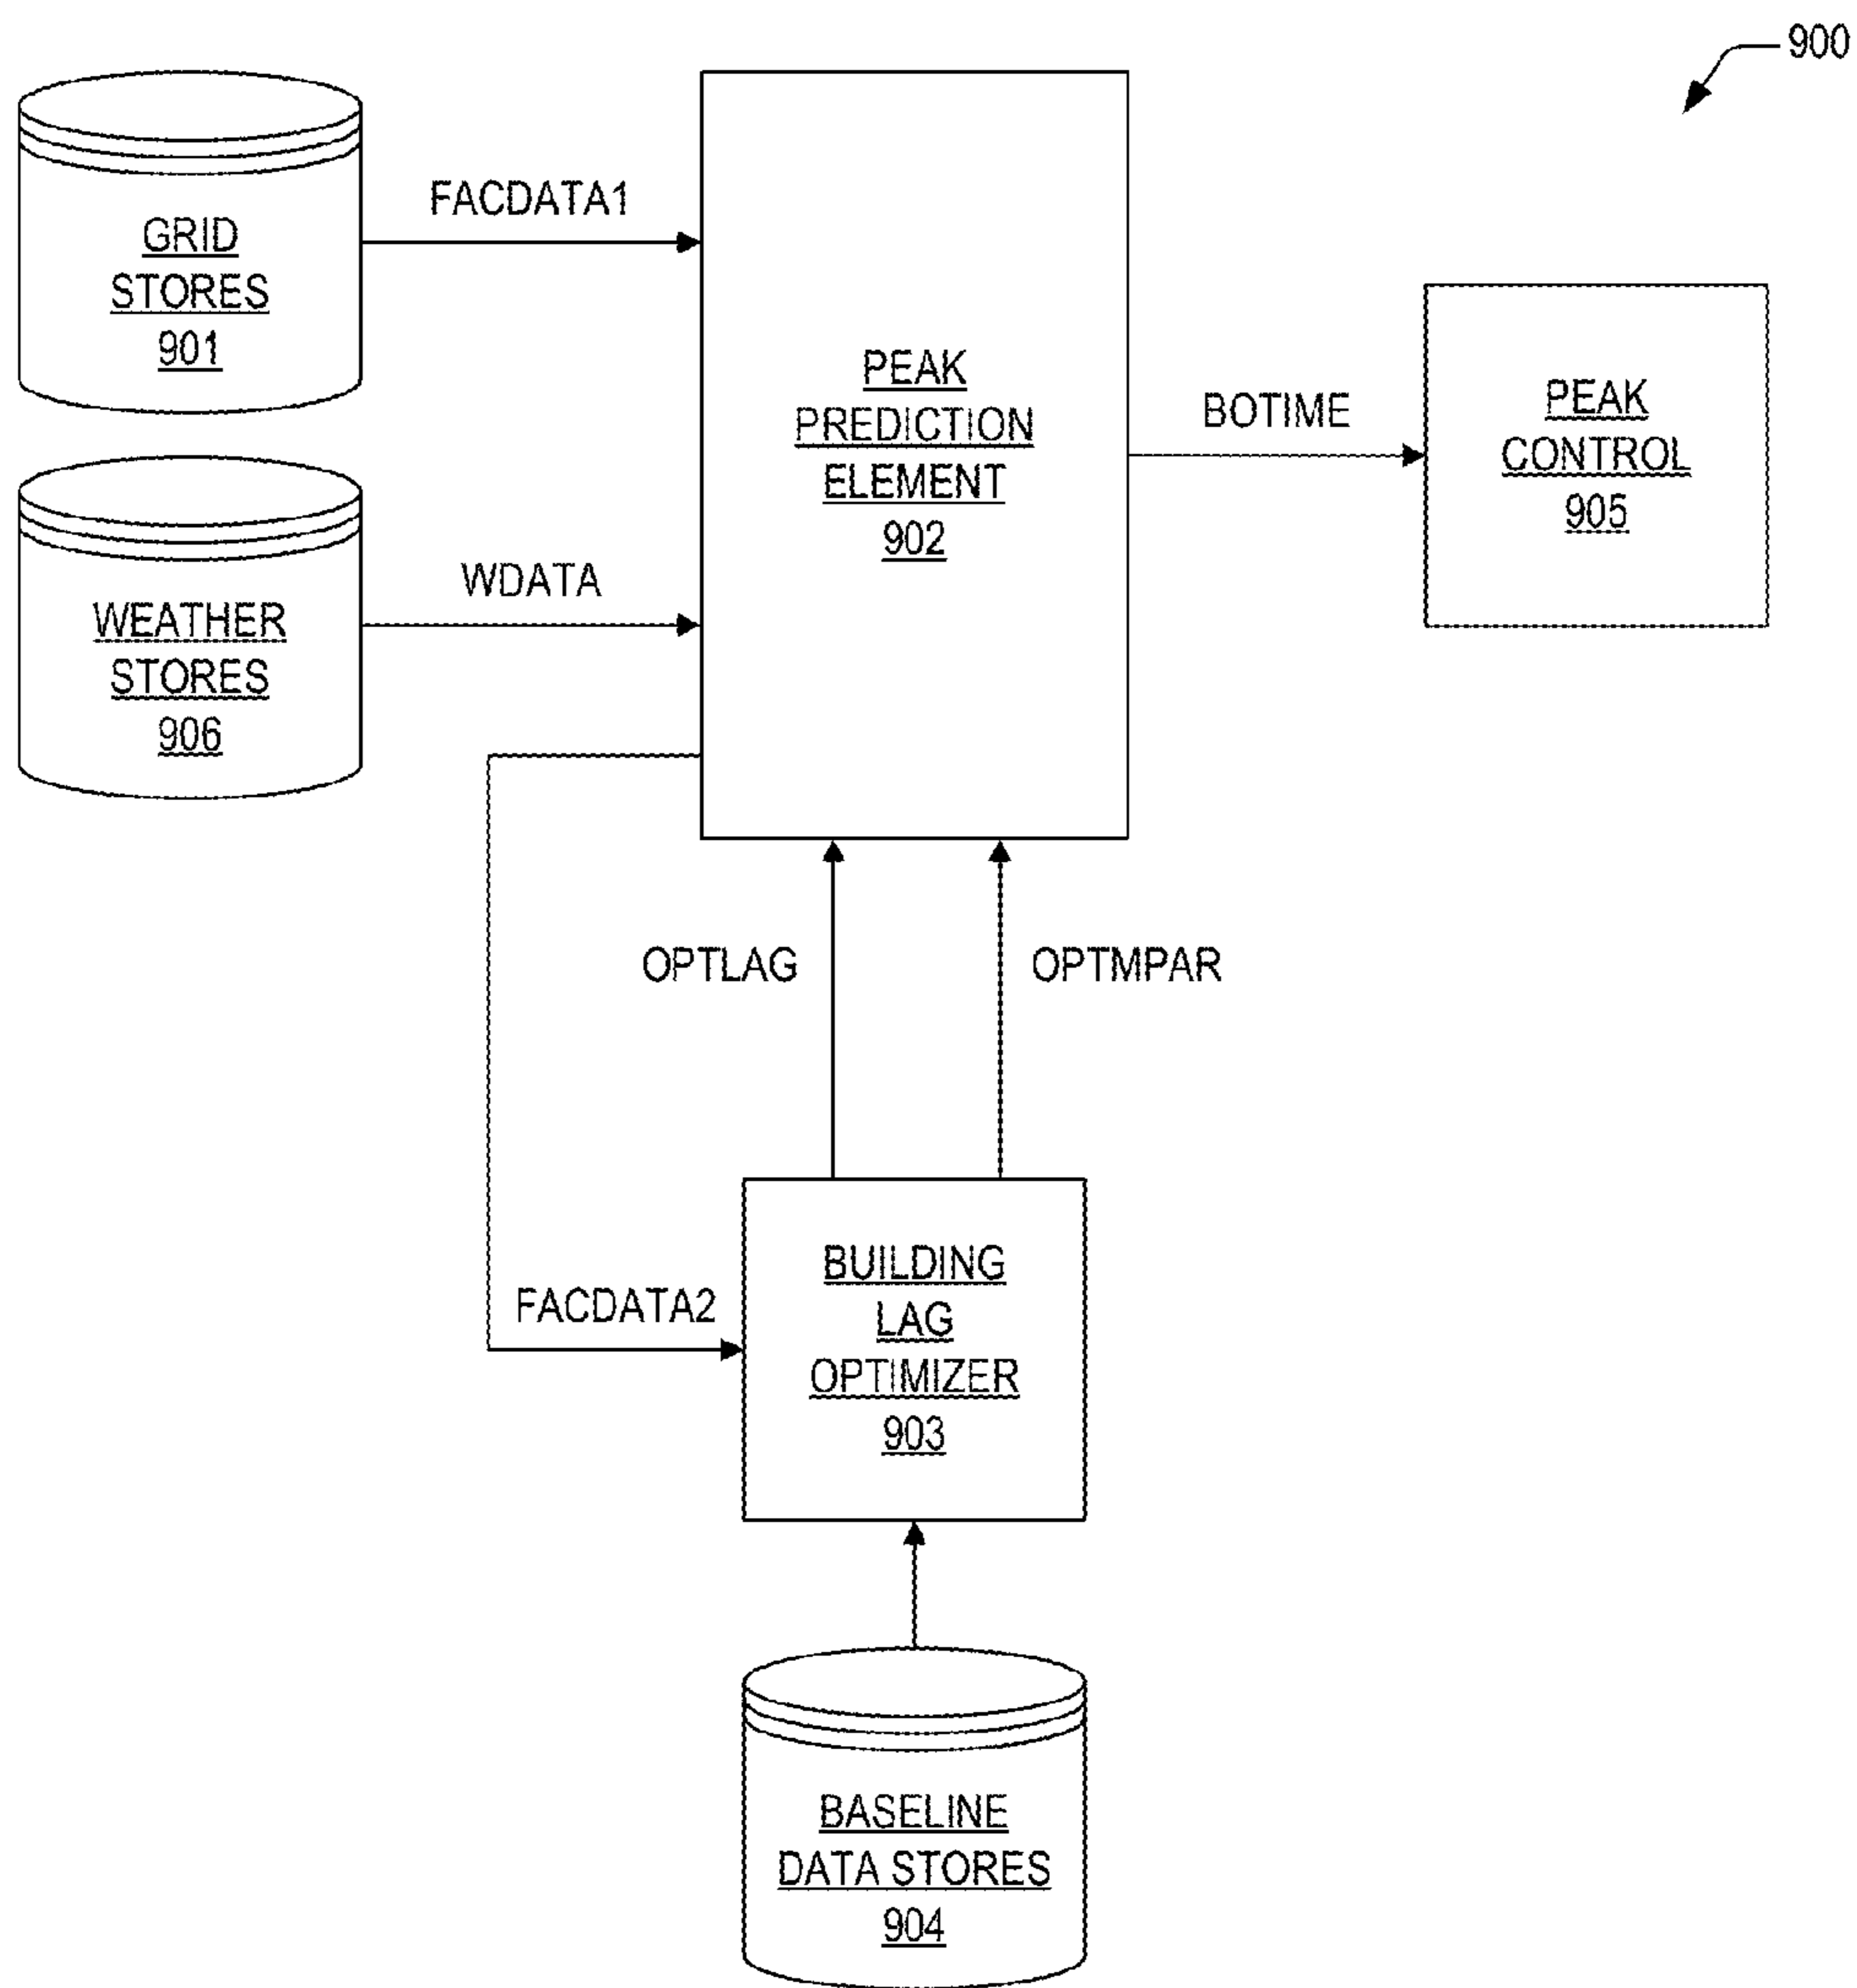 900
FACDATA1
GRID
STORES
901
PEAK
PREDICTION
ELEMENT
902
BOTIME
PEAK
CONTROL
905
WDATA
WEATHER
STORES
906
OPTLAG
OPTMPAR
FACDATA2
BUILDING
LAG
OPTIMIZER
903
BASELINE
DATA STORES
904